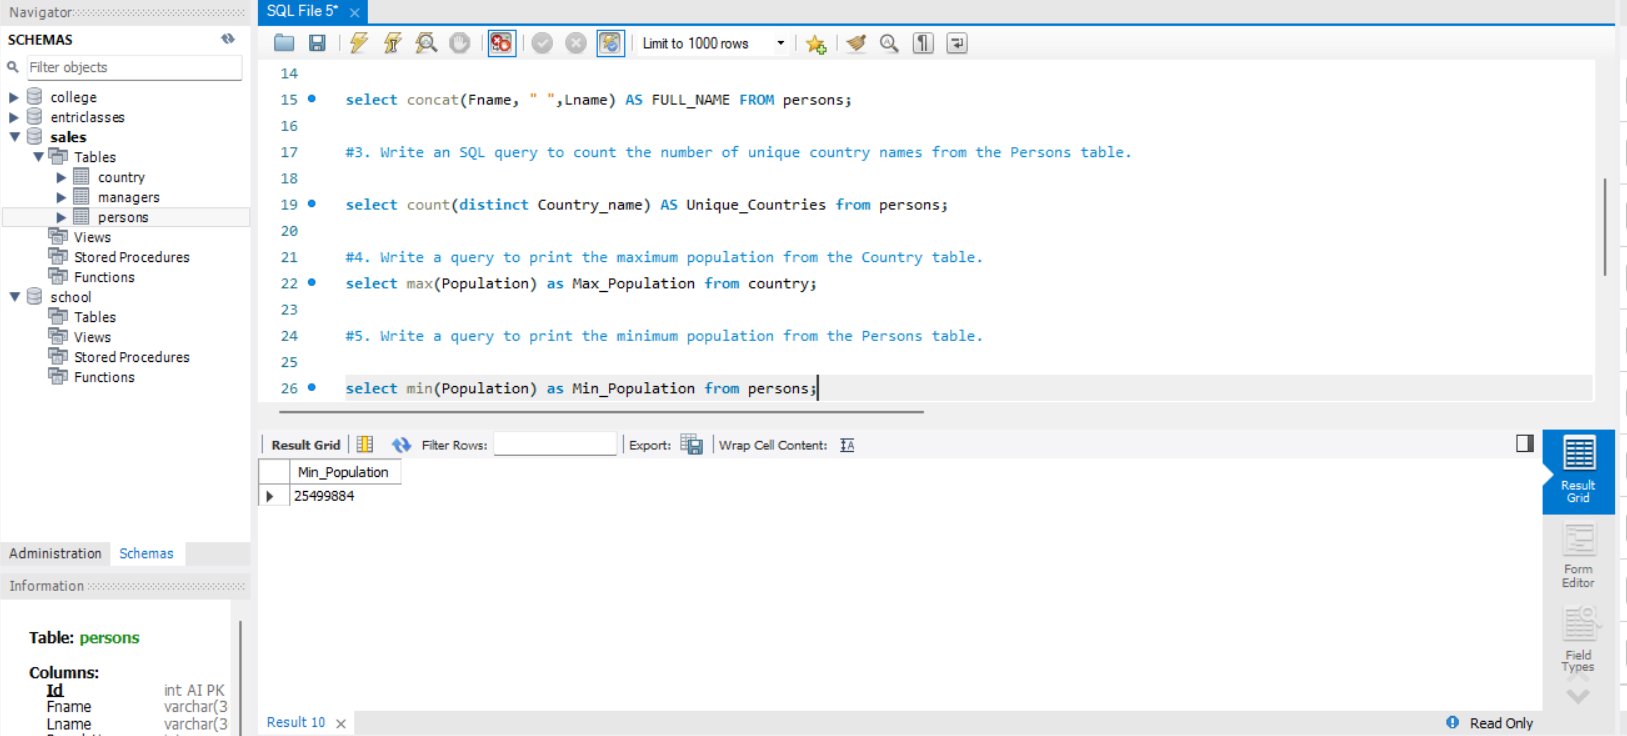 Navigator
SCHEMAS
Filter objects
college
entriclasses
sales
Tables
country
managers
persons
Views
Stored Procedures
Functions
school
Tables
Views
Stored Procedures
Functions
Administration Schemas
Information
Table: persons
Columns:
Id int AI PK
Fname varchar(3
Lname varchar(3
SQL File 5*
Limit to 1000 rows
14
15 select concat(Fname, " ",Lname) AS FULL_NAME FROM persons;
16
17 #3. Write an SQL query to count the number of unique country names from the Persons table.
18
19 select count(distinct Country_name) AS Unique_Countries from persons;
20
21 #4. Write a query to print the maximum population from the Country table.
22 select max(Population) as Max_Population from country;
23
24 #5. Write a query to print the minimum population from the Persons table.
25
26 select min(Population) as Min_Population from persons;
Result Grid Filter Rows: Export: Wrap Cell Content:
Min_Population
25499884
Result
Grid
Form
Editor
Field
Types
Result 10
Read Only